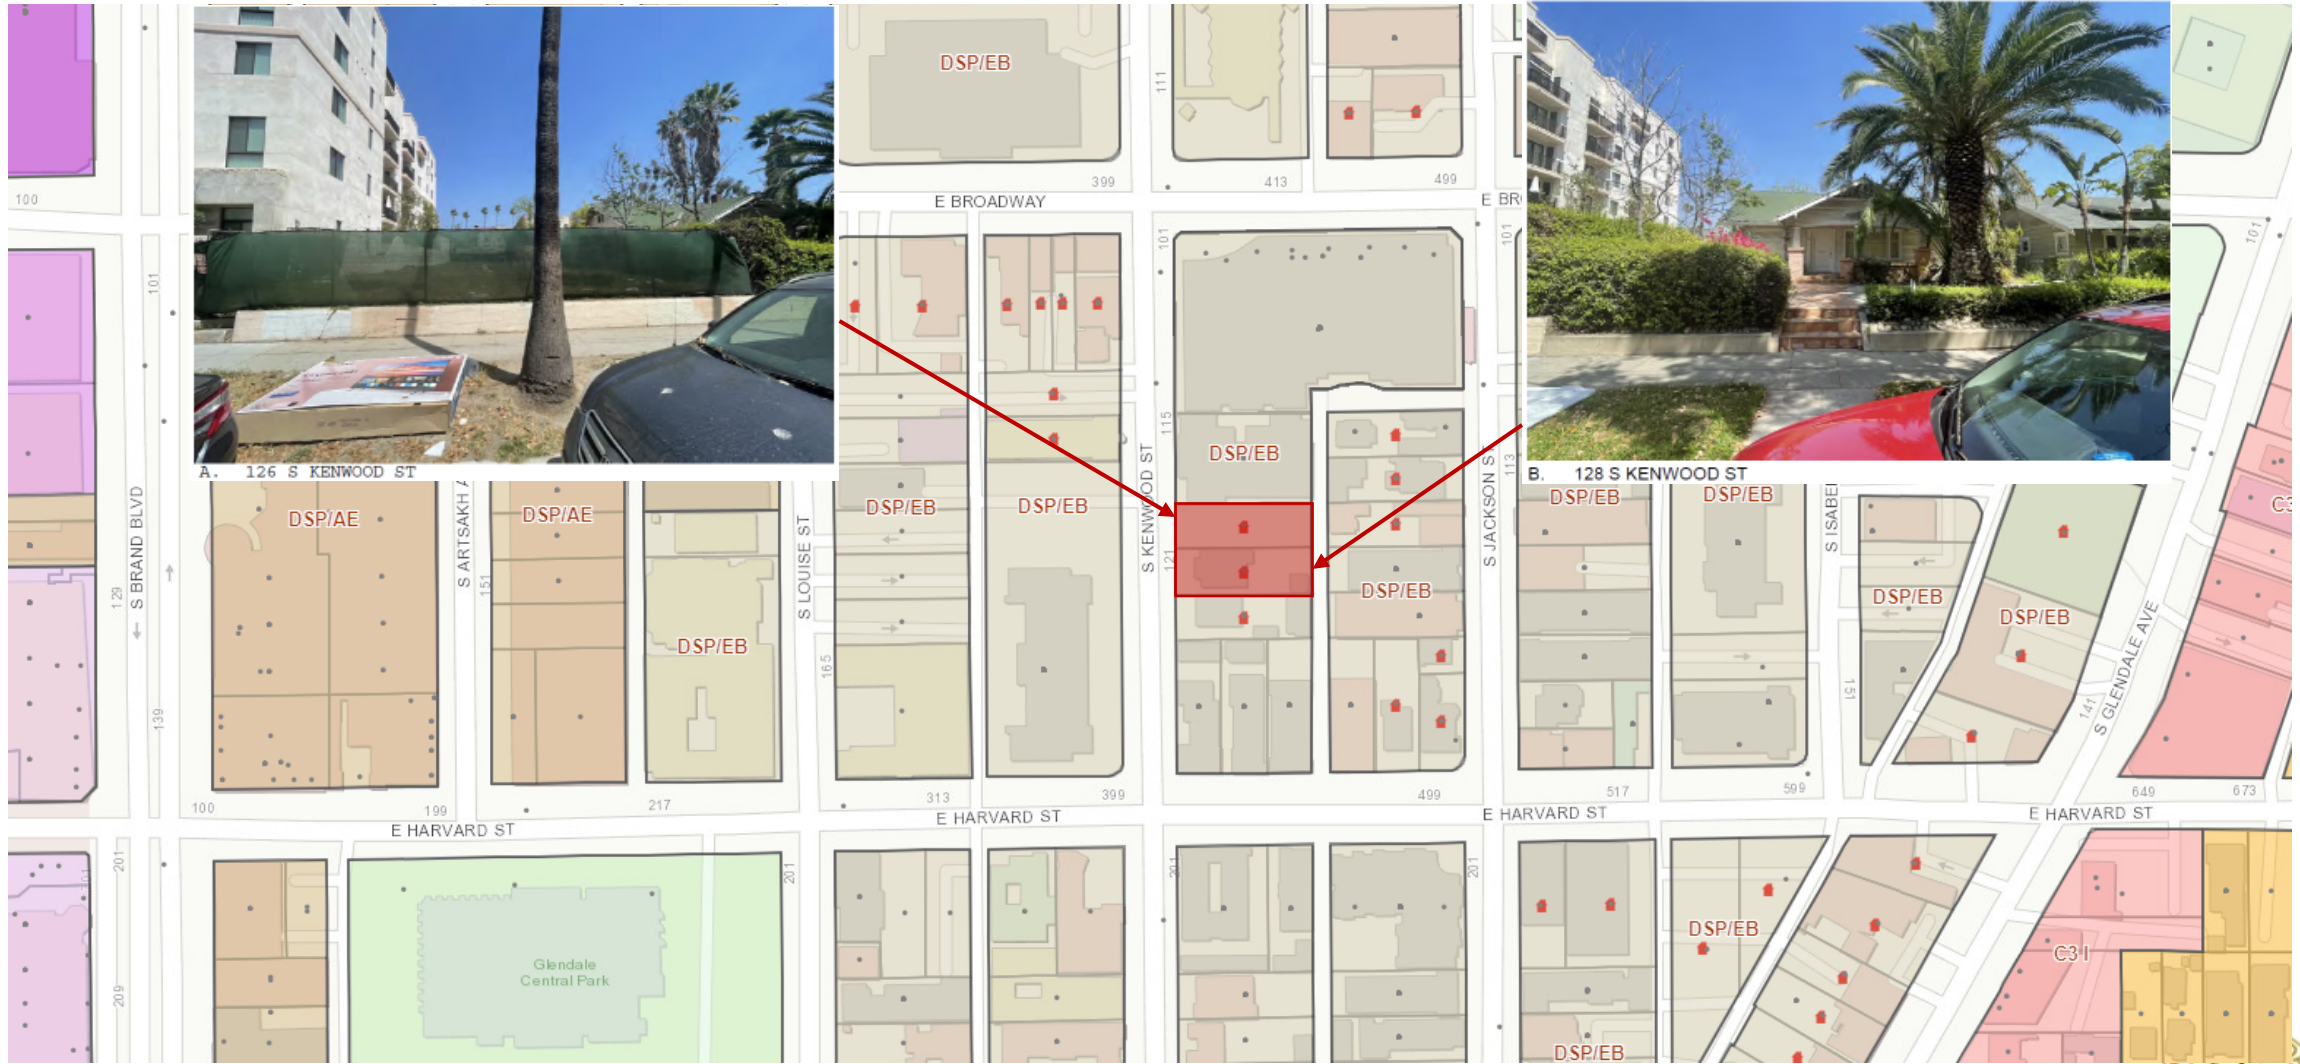 DSP/EB
111
399
413
499
100
E BROADWAY
E BR
101
101
101
101
A. 126 S KENWOOD ST
B. 128 S KENWOOD ST
115
113
DSP/EB
DSP/EB
DSP/EB
DSP/EB
DSP/EB
DSP/AE
DSP/AE
C3
S BRAND BLVD
S ARTSAKH A
S LOUISE ST
S KENWOOD ST
S JACKSON S
S ISABEL
S GLENDALE AVE
129
151
121
DSP/EB
DSP/EB
DSP/EB
DSP/EB
165
139
151
141
100
199
217
313
399
499
517
599
649
673
E HARVARD ST
E HARVARD ST
E HARVARD ST
E HARVARD ST
201
201
201
201
Glendale
Central Park
DSP/EB
C3 I
209
DSP/EB